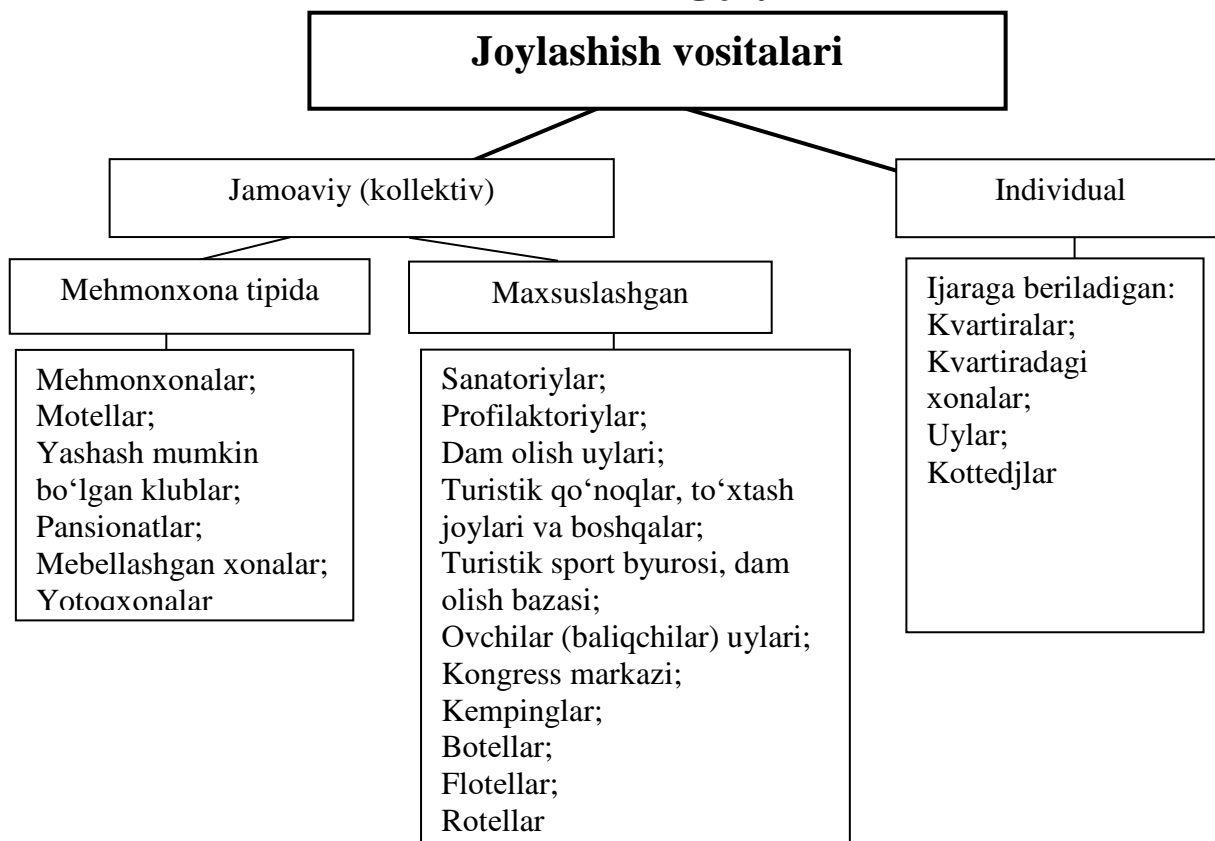 Joylashish vositalari
Jamoaviy (kollektiv)
Individual
Mehmonxona tipida
Maxsuslashgan
Mehmonxonalar;
Motellar;
Yashash mumkin
bo‘lgan klublar;
Pansionatlar;
Mebellashgan xonalar;
Yotoqxonalar
Sanatoriylar;
Profilaktoriylar;
Dam olish uylari;
Turistik qo‘noqlar, to‘xtash
joylari va boshqalar;
Turistik sport byurosi, dam
olish bazasi;
Ovchilar (baliqchilar) uylari;
Kongress markazi;
Kempinglar;
Botellar;
Flotellar;
Rotellar
Ijaraga beriladigan:
Kvartiralar;
Kvartiradagi
xonalar;
Uylar;
Kottedjlar